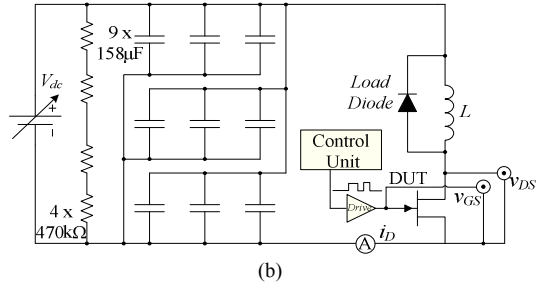 9 x
158μF
V_dc
+
−
Load
Diode
L
Control
Unit
Drive
DUT
v_GS
v_DS
4 x
470kΩ
A
i_D
(b)